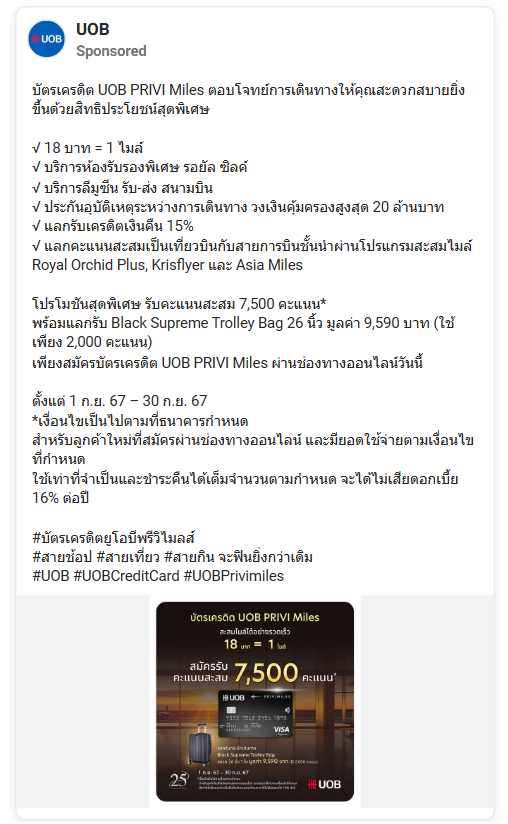 UOB
UOB
Sponsored
บัตรเครดิต UOB PRIVI Miles ตอบโจทย์การเดินทางให้คุณสะดวกสบายยิ่ง
ขึ้นด้วยสิทธิประโยชน์สุดพิเศษ
√ 18 บาท = 1 ไมล์
√ บริการห้องรับรองพิเศษ รอยัล ซิลค์
√ บริการลีมูซีน รับ-ส่ง สนามบิน
√ ประกันอุบัติเหตุระหว่างการเดินทาง วงเงินคุ้มครองสูงสุด 20 ล้านบาท
√ แลกรับเครดิตเงินคืน 15%
√ แลกคะแนนสะสมเป็นเที่ยวบินกับสายการบินชั้นนำผ่านโปรแกรมสะสมไมล์
Royal Orchid Plus, Krisflyer และ Asia Miles
โปรโมชันสุดพิเศษ รับคะแนนสะสม 7,500 คะแนน*
พร้อมแลกรับ Black Supreme Trolley Bag 26 นิ้ว มูลค่า 9,590 บาท (ใช้
เพียง 2,000 คะแนน)
เพียงสมัครบัตรเครดิต UOB PRIVI Miles ผ่านช่องทางออนไลน์วันนี้
ตั้งแต่ 1 ก.ย. 67 – 30 ก.ย. 67
*เงื่อนไขเป็นไปตามที่ธนาคารกำหนด
สำหรับลูกค้าใหม่ที่สมัครผ่านช่องทางออนไลน์ และมียอดใช้จ่ายตามเงื่อนไข
ที่กำหนด
ใช้เท่าที่จำเป็นและชำระคืนได้เต็มจำนวนตามกำหนด จะได้ไม่เสียดอกเบี้ย
16% ต่อปี
#บัตรเครดิตยูโอบีพรีวิไมลส์
#สายช้อป #สายเที่ยว #สายกิน จะฟินยิ่งกว่าเดิม
#UOB #UOBCreditCard #UOBPrivimiles
บัตรเครดิต UOB PRIVI Miles
สะสมไมล์ได้อย่างรวดเร็ว
18 บาท = 1 ไมล์
สมัครรับ
คะแนนสะสม 7,500 คะแนน*
UOB PRIVIMILES
VISA
Black Supreme Trolley Bag
มูลค่า 9,590 บาท
25
1 ก.ย. 67 - 30 ก.ย. 67
UOB